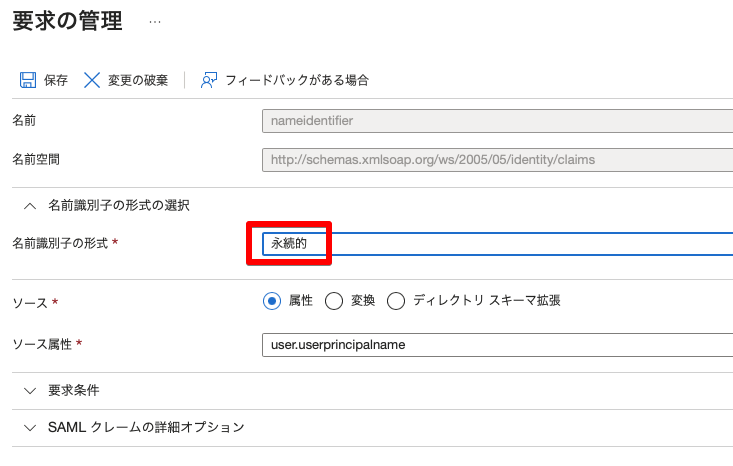 要求の管理 …
保存 変更の破棄 フィードバックがある場合
名前 nameidentifier
名前空間 http://schemas.xmlsoap.org/ws/2005/05/identity/claims
名前識別子の形式の選択
名前識別子の形式 * 永続的
ソース * 属性 変換 ディレクトリ スキーマ拡張
ソース属性 * user.userprincipalname
要求条件
SAML クレームの詳細オプション